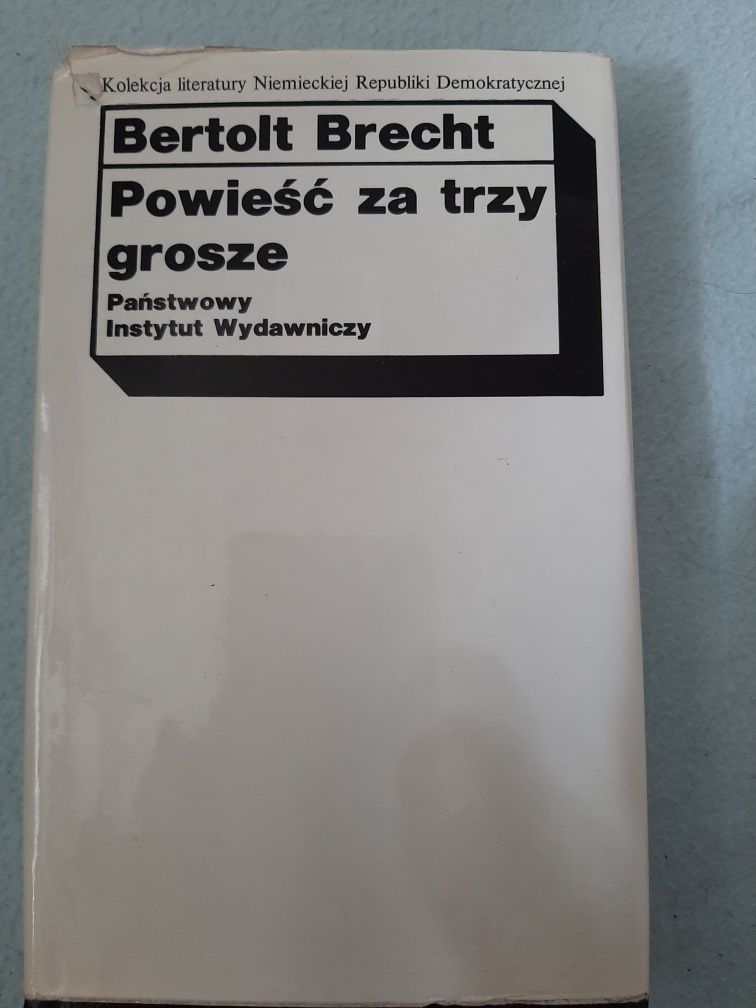 Kolekcja literatury Niemieckiej Republiki Demokratycznej
Bertolt Brecht
Powieść za trzy
grosze
Państwowy
Instytut Wydawniczy